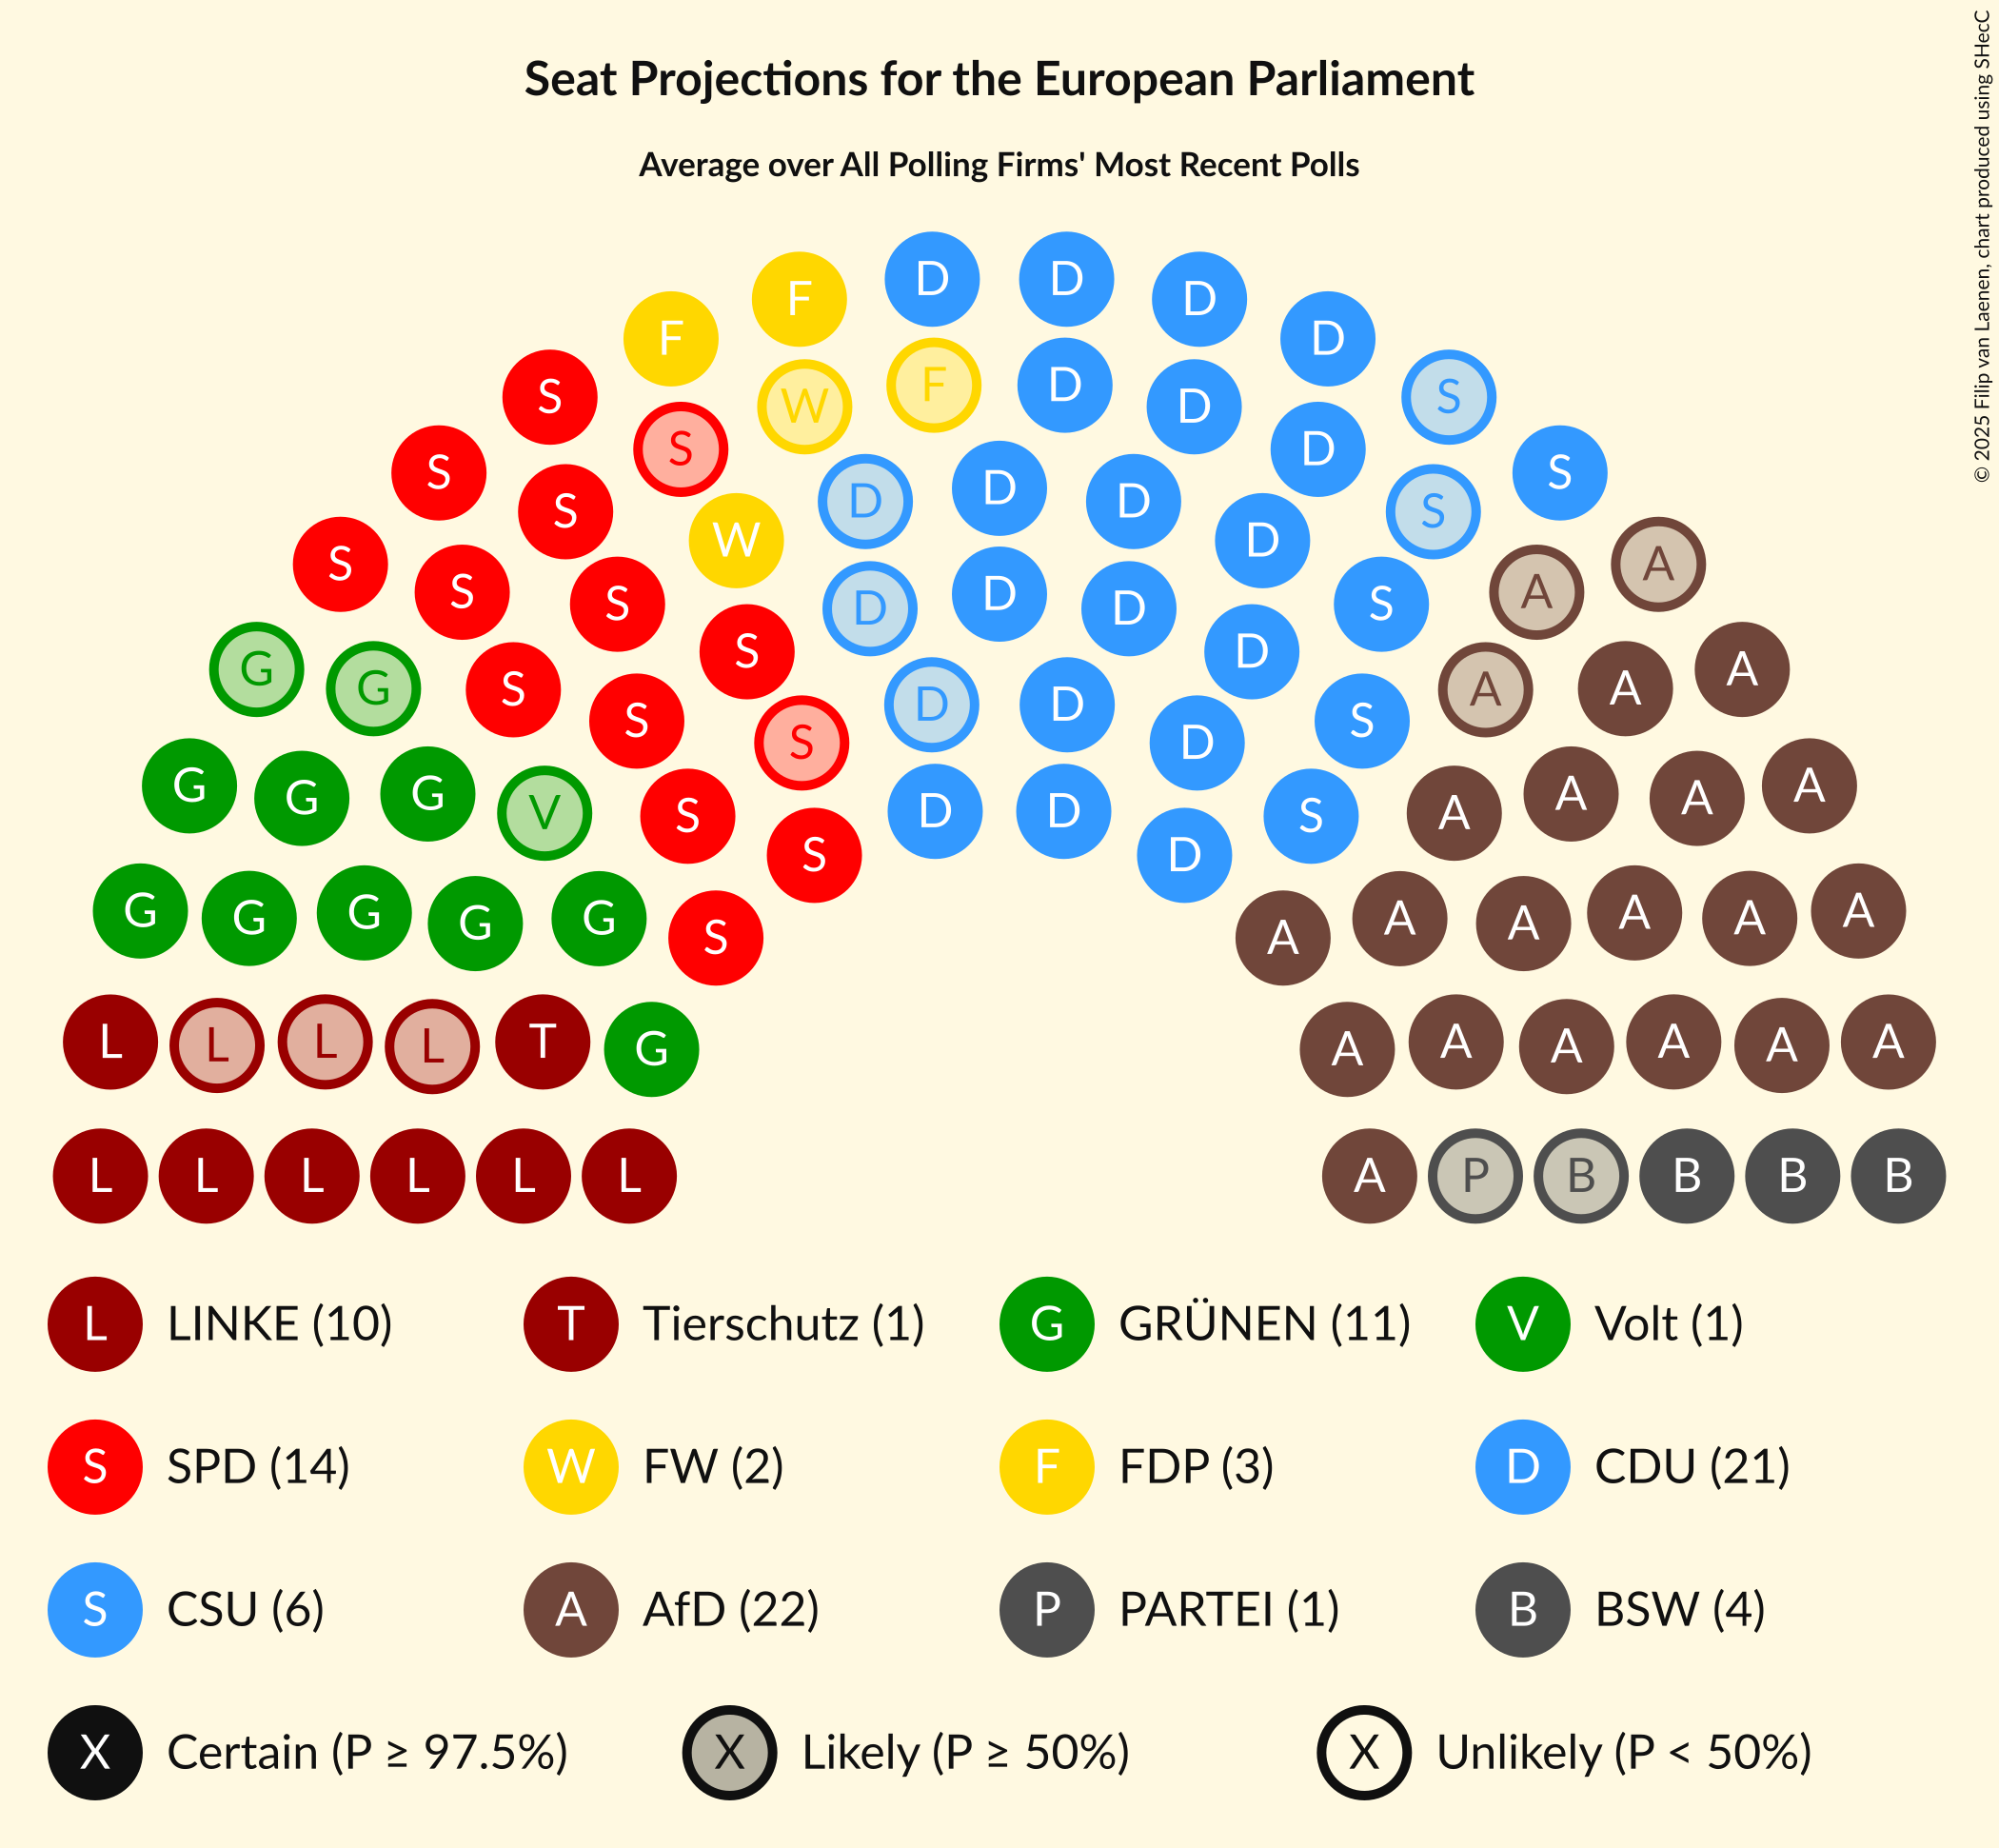 Seat Projections for the European Parliament
Average over All Polling Firms' Most Recent Polls
© 2025 Filip van Laenen, chart produced using SHecC
D D
F D
F D
S D S
F D
W D
S S
S D S
D D
S D
S S
W D
A A
S A
D D
S S
D D
S D
G A
G A
S A
S S
D D
S D
G A
G A
G A
V A
S S
D D
S D
G A
G A
G A
G A
G A
S A
L A
L A
L A
L A
T A
G A
L L L L L L A P B B B B
L LINKE (10) T Tierschutz (1) G GRÜNEN (11) V Volt (1)
S SPD (14) W FW (2) F FDP (3) D CDU (21)
S CSU (6) A AfD (22) P PARTEI (1) B BSW (4)
X Certain (P ≥ 97.5%) X Likely (P ≥ 50%) X Unlikely (P < 50%)